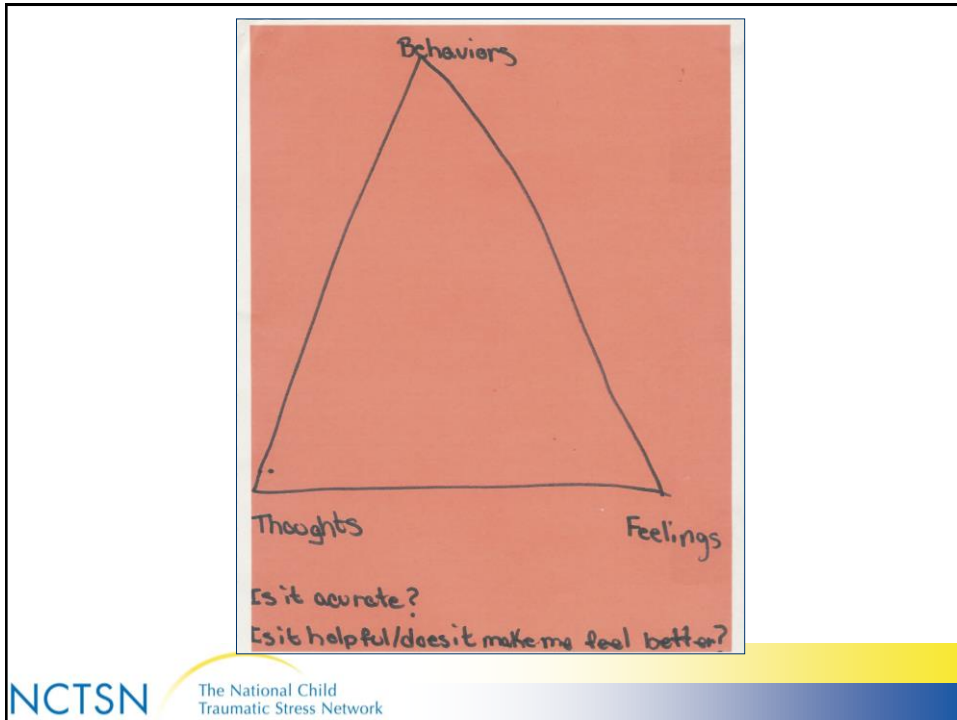 Behaviors
Thoughts
Feelings
Is it acurate?
Is it helpful/does it make me feel better?
NCTSN
The National Child
Traumatic Stress Network